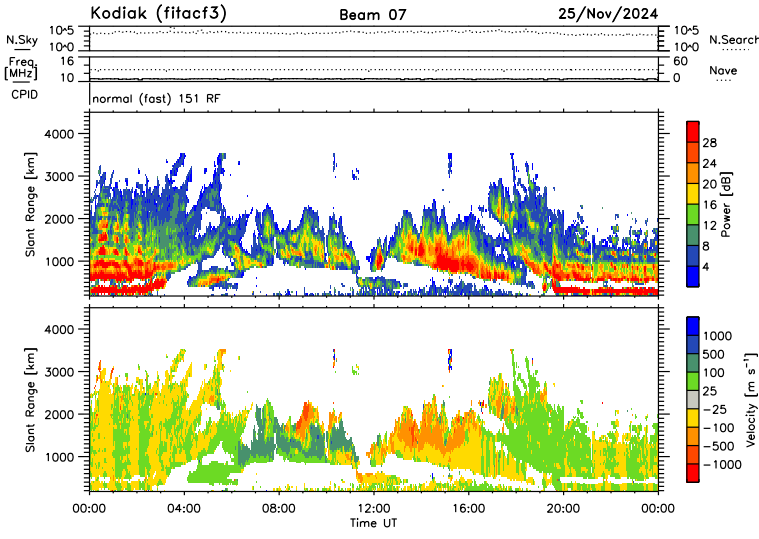 Kodiak (fitacf3) Beam 07 25/Nov/2024
N.Sky 10^5 10^0 10^5 10^0 N.Search
Freq. [MHz] 16 10 60 0 Nave
CPID normal (fast) 151 RF
Slant Range [km] 4000 3000 2000 1000
28 24 20 16 12 8 4 Power [dB]
Slant Range [km] 4000 3000 2000 1000
1000 500 100 25 −25 −100 −500 −1000 Velocity [m s⁻¹]
00:00 04:00 08:00 12:00 16:00 20:00 00:00
Time UT